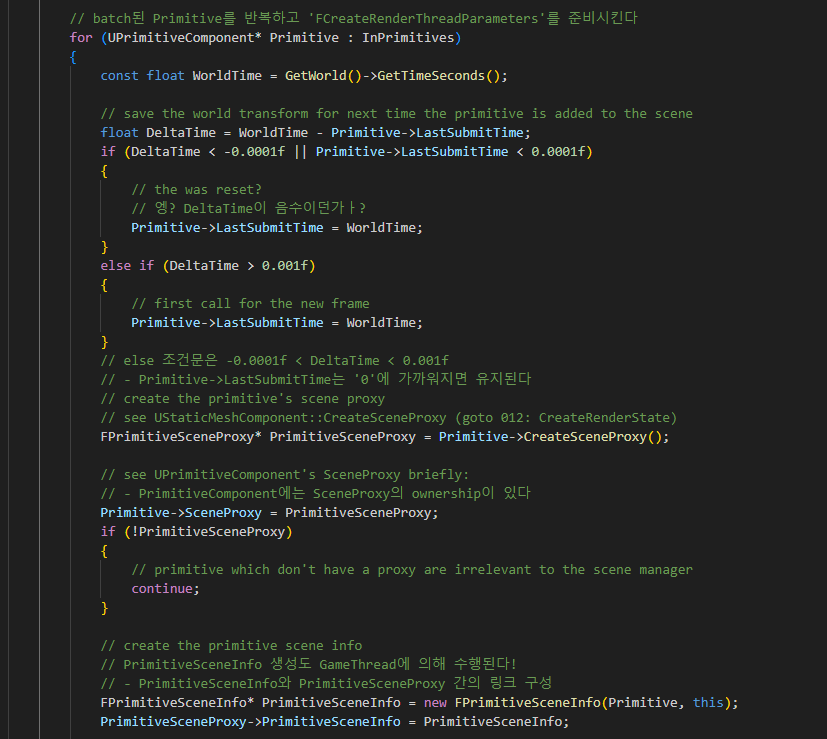 // batch된 Primitive를 반복하고 'FCreateRenderThreadParameters'를 준비시킨다
for (UPrimitiveComponent* Primitive : InPrimitives)
{
const float WorldTime = GetWorld()->GetTimeSeconds();
// save the world transform for next time the primitive is added to the scene
float DeltaTime = WorldTime - Primitive->LastSubmitTime;
if (DeltaTime < -0.0001f || Primitive->LastSubmitTime < 0.0001f)
{
// the was reset?
// 엥? DeltaTime이 음수이던가ㅏ?
Primitive->LastSubmitTime = WorldTime;
}
else if (DeltaTime > 0.001f)
{
// first call for the new frame
Primitive->LastSubmitTime = WorldTime;
}
// else 조건문은 -0.0001f < DeltaTime < 0.001f
// - Primitive->LastSubmitTime는 '0'에 가까워지면 유지된다
// create the primitive's scene proxy
// see UStaticMeshComponent::CreateSceneProxy (goto 012: CreateRenderState)
FPrimitiveSceneProxy* PrimitiveSceneProxy = Primitive->CreateSceneProxy();
// see UPrimitiveComponent's SceneProxy briefly:
// - PrimitiveComponent에는 SceneProxy의 ownership이 있다
Primitive->SceneProxy = PrimitiveSceneProxy;
if (!PrimitiveSceneProxy)
{
// primitive which don't have a proxy are irrelevant to the scene manager
continue;
}
// create the primitive scene info
// PrimitiveSceneInfo 생성도 GameThread에 의해 수행된다!
// - PrimitiveSceneInfo와 PrimitiveSceneProxy 간의 링크 구성
FPrimitiveSceneInfo* PrimitiveSceneInfo = new FPrimitiveSceneInfo(Primitive, this);
PrimitiveSceneProxy->PrimitiveSceneInfo = PrimitiveSceneInfo;